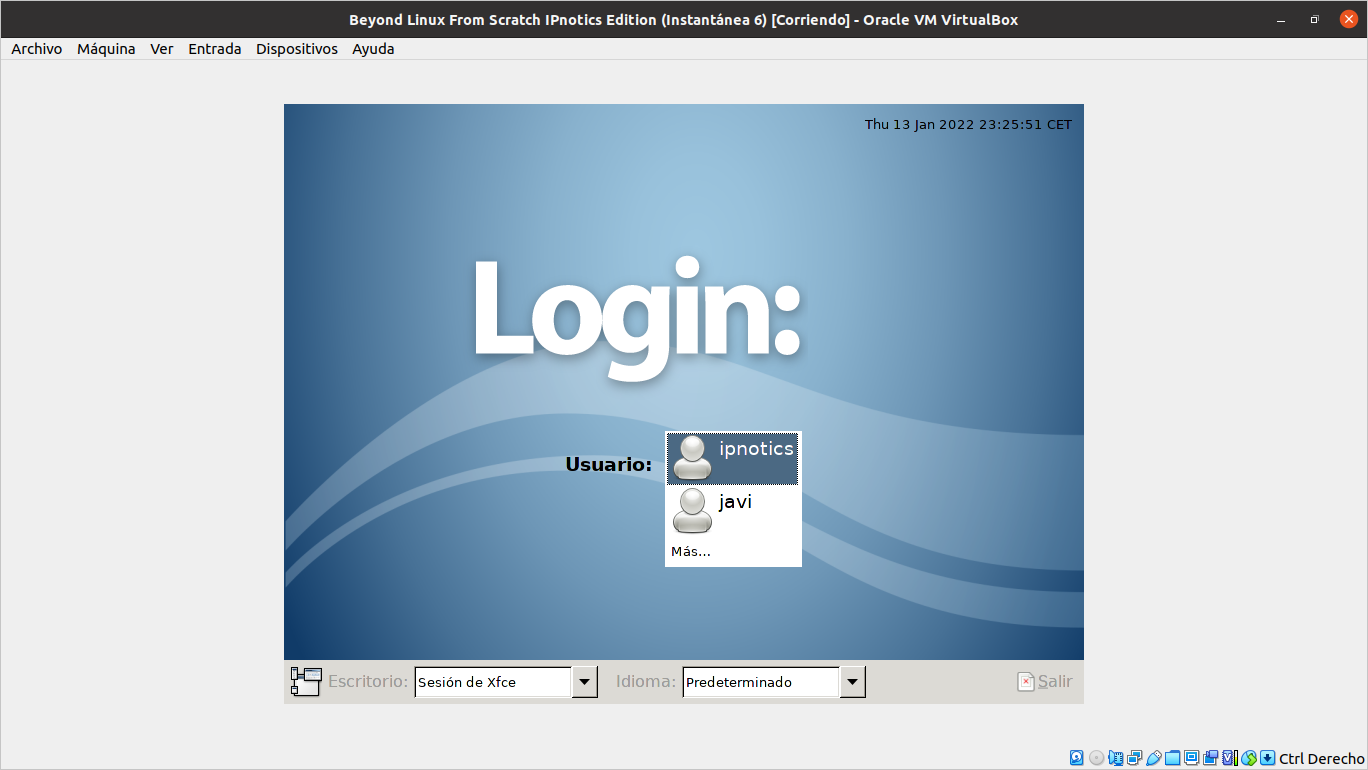 Beyond Linux From Scratch IPnotics Edition (Instantánea 6) [Corriendo] - Oracle VM VirtualBox
Archivo Máquina Ver Entrada Dispositivos Ayuda
Thu 13 Jan 2022 23:25:51 CET
Login:
Usuario:
ipnotics
javi
Más...
Escritorio: Sesión de Xfce Idioma: Predeterminado Salir
Ctrl Derecho